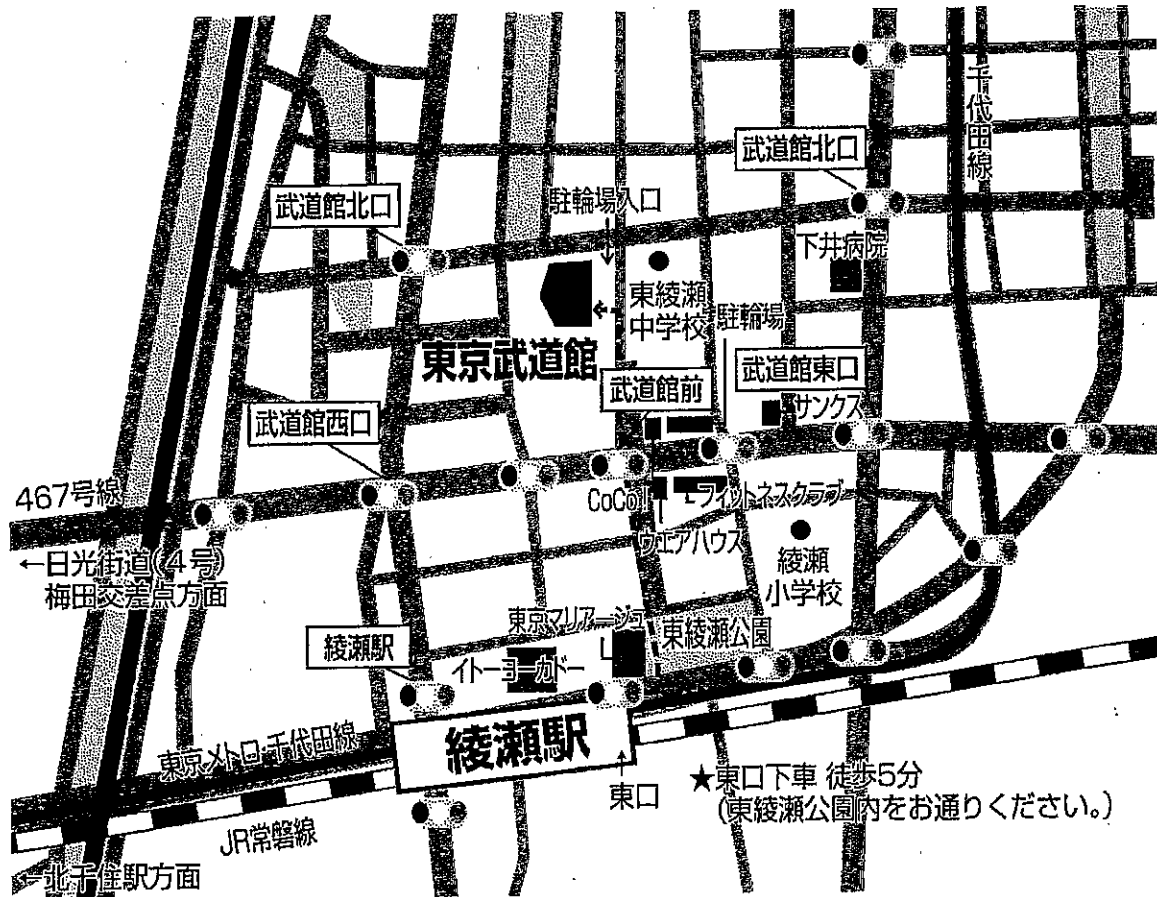 千代田線
武道館北口
武道館北口
駐輪場入口
下井病院
東綾瀬
中学校
駐輪場
東京武道館
武道館前
武道館東口
サンクス
武道館西口
467号線
CoCo1
フィットネスクラブ
ウエアハウス
←日光街道(4号)
梅田交差点方面
綾瀬
小学校
東京マリアージュ
東綾瀬公園
綾瀬駅
イトーヨーカドー
綾瀬駅
東京メトロ千代田線
東口
★東口下車 徒歩5分
(東綾瀬公園内をお通りください。)
JR常磐線
←北千住駅方面